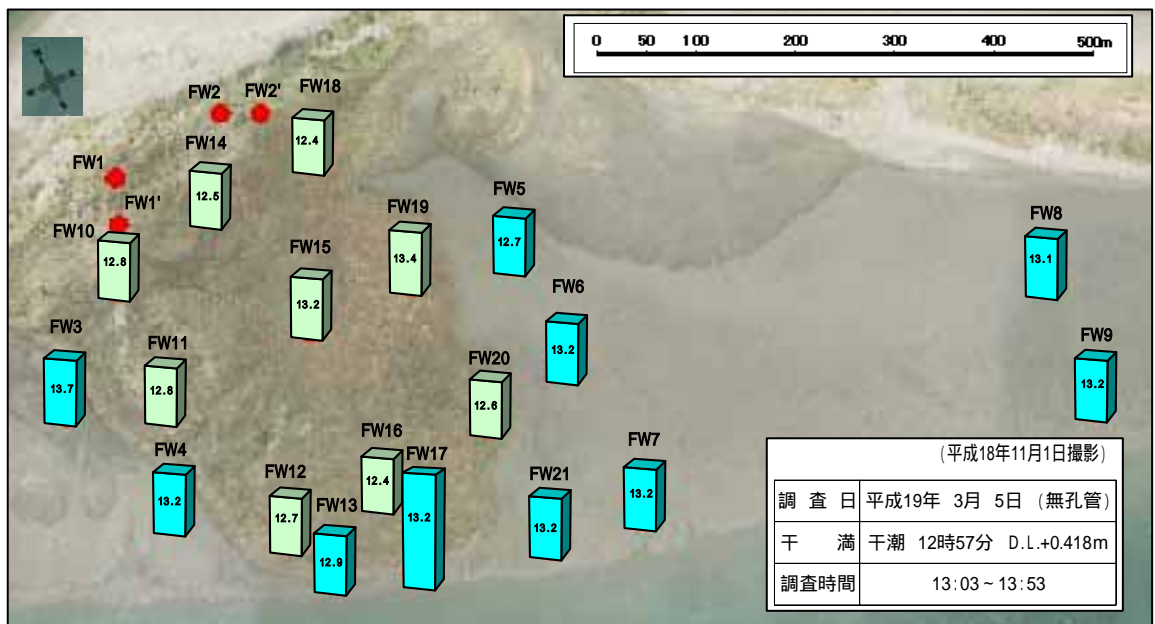 0 50 100 200 300 400 500m
FW2 FW2' FW18
12.4
FW14
12.5
FW1
FW1'
FW10
12.8
FW19
13.4
FW5
12.7
FW8
13.1
FW15
13.2
FW6
13.2
FW3
13.7
FW11
12.8
FW20
12.6
FW9
13.2
FW4
13.2
FW16
12.4
FW17
13.2
FW12
12.7
FW13
12.9
FW21
13.2
FW7
13.2
(平成18年11月1日撮影)
調 査 日 平成19年 3月 5日 (無孔管)
干 満 干潮 12時57分 D.L.+0.418m
調査時間 13:03~13:53